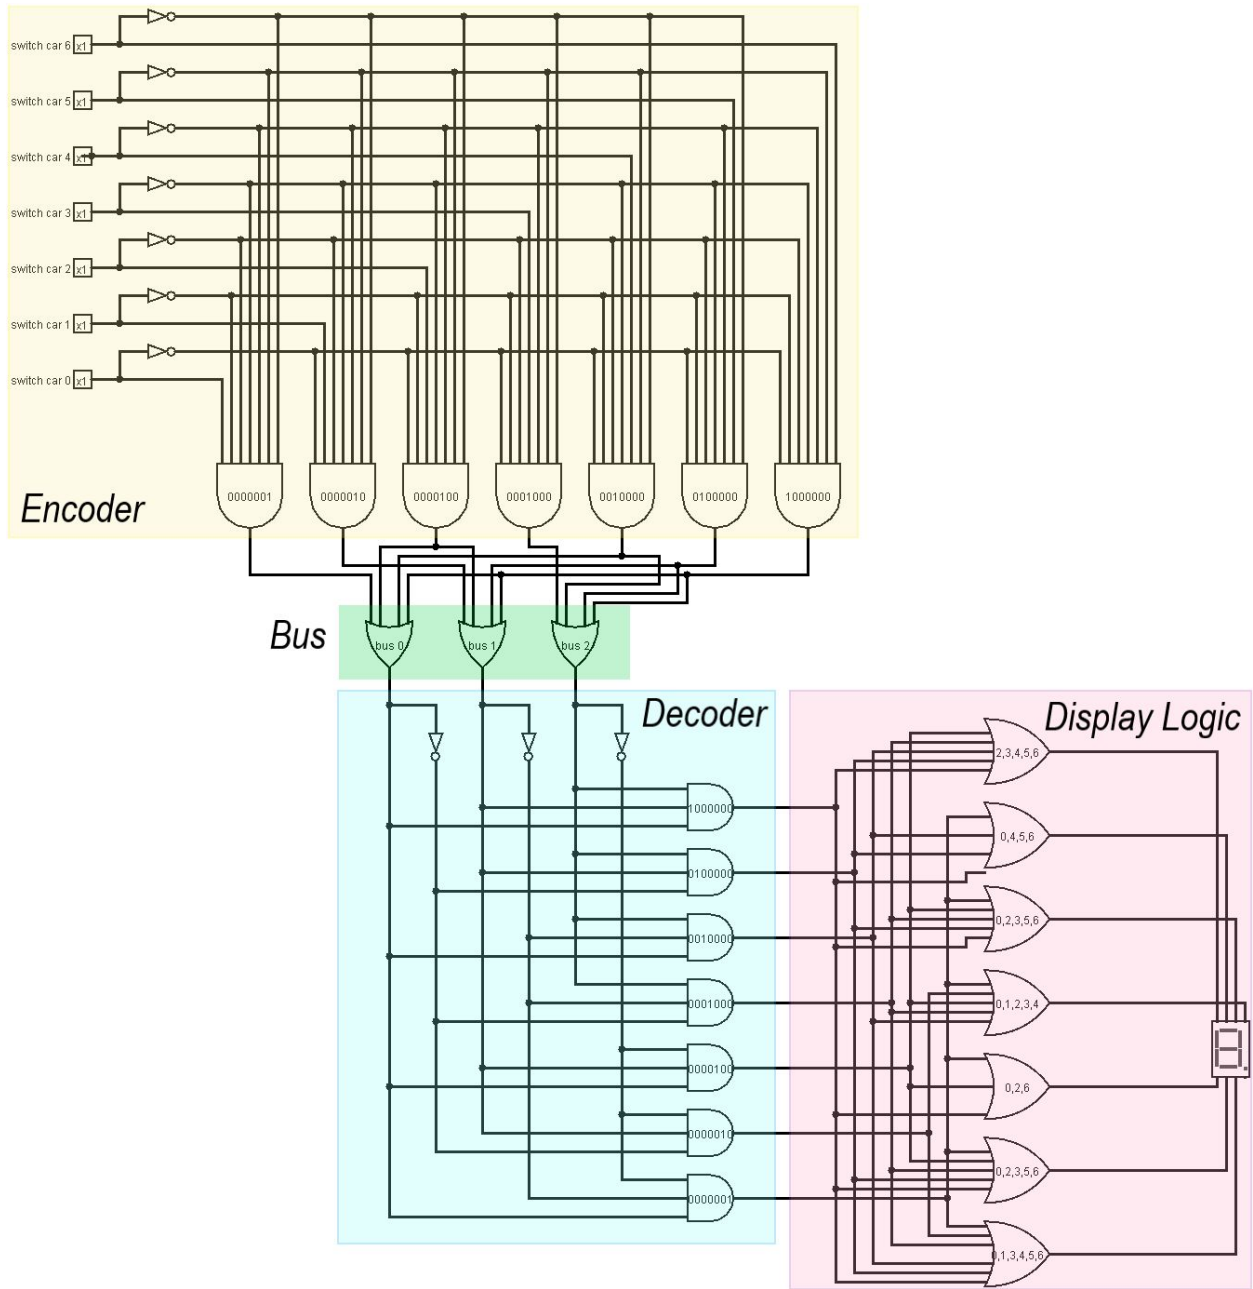 switch car 6 x1
switch car 5 x1
switch car 4 x1
switch car 3 x1
switch car 2 x1
switch car 1 x1
switch car 0 x1
0000001 0000010 0000100 0001000 0010000 0100000 1000000
Encoder
Bus
bus 0 bus 1 bus 2
Decoder
1000000
0100000
0010000
0001000
0000100
0000010
0000001
Display Logic
2,3,4,5,6
0,4,5,6
0,2,3,5,6
0,1,2,3,4
0,2,6
0,2,3,5,6
0,1,3,4,5,6